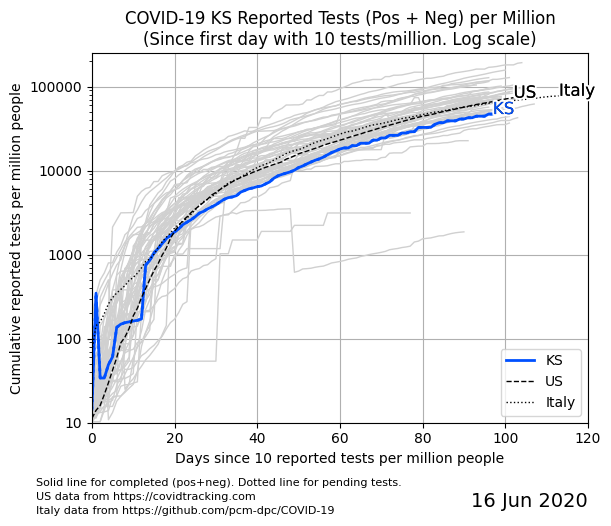 COVID-19 KS Reported Tests (Pos + Neg) per Million
(Since first day with 10 tests/million. Log scale)
Cumulative reported tests per million people
100000
10000
1000
100
10
US
Italy
KS
KS
US
Italy
0
20
40
60
80
100
120
Days since 10 reported tests per million people
Solid line for completed (pos+neg). Dotted line for pending tests.
US data from https://covidtracking.com
Italy data from https://github.com/pcm-dpc/COVID-19
16 Jun 2020